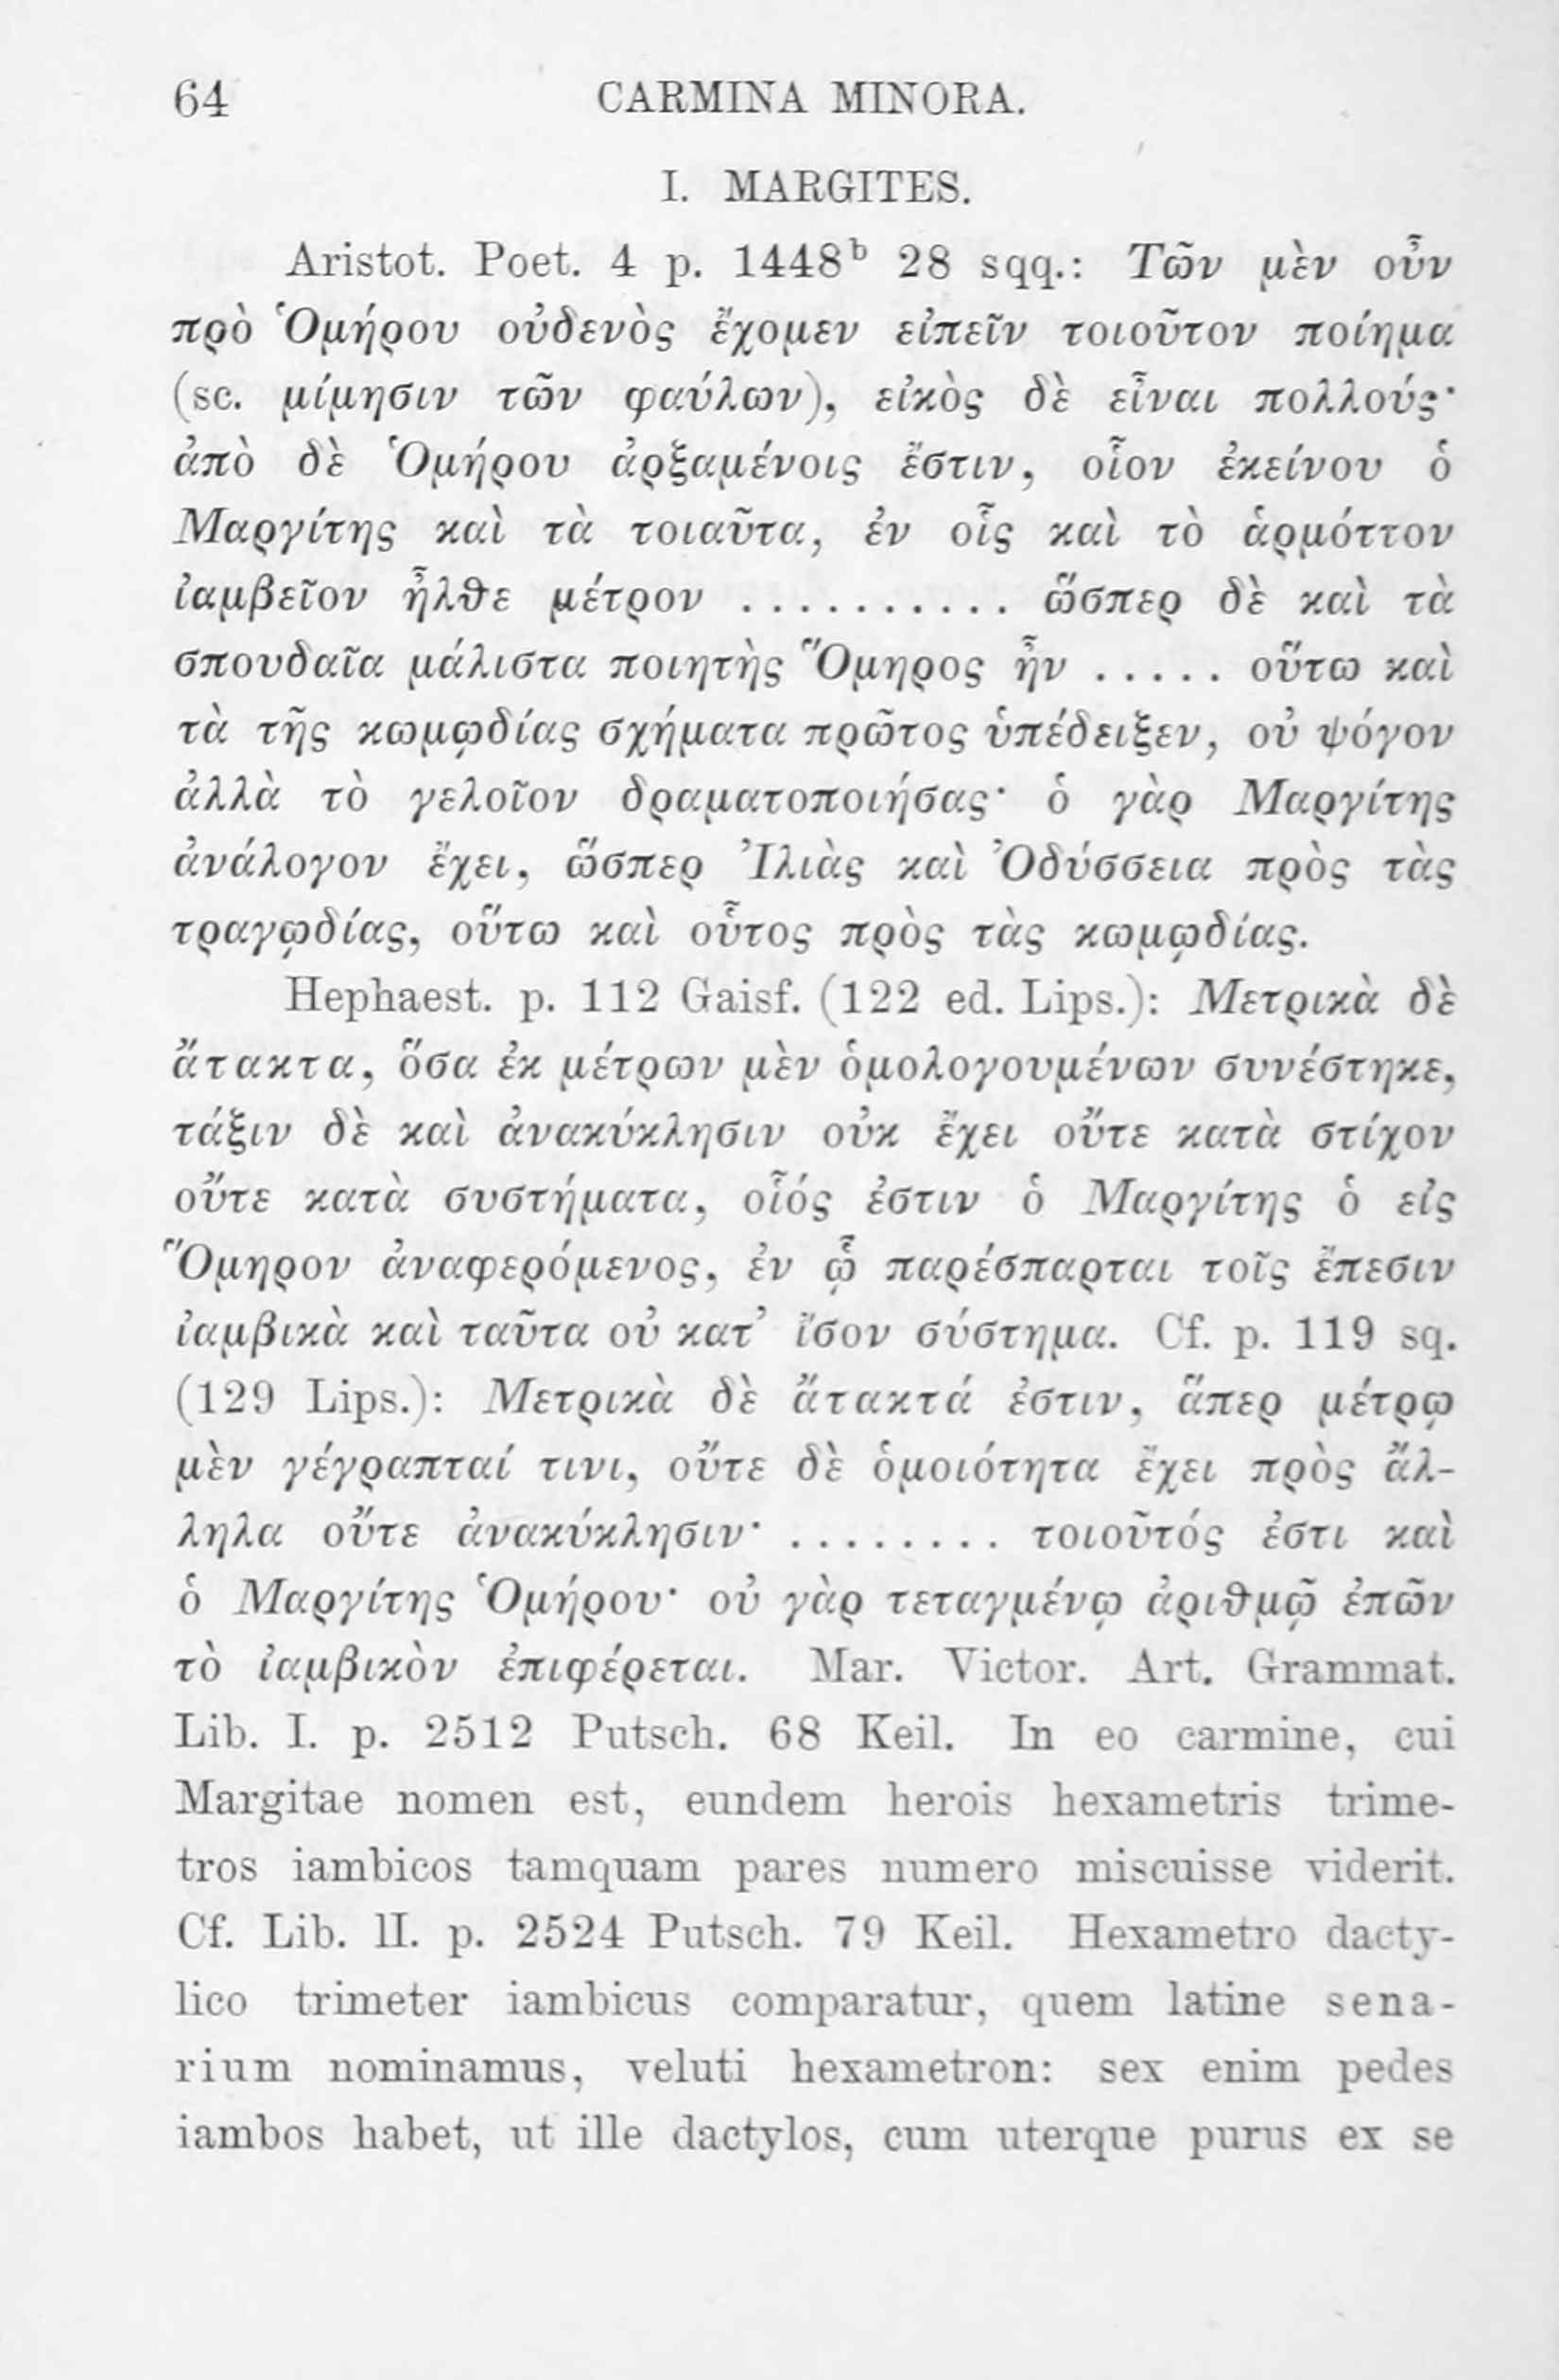 64 CARMINA MINORA.
I. MARGITES.
Aristot. Poet. 4 p. 1448ᵇ 28 sqq.: Τῶν μὲν οὖν
πρὸ Ὁμήρου οὐδενὸς ἔχομεν εἰπεῖν τοιοῦτον ποίημα
(sc. μίμησιν τῶν φαύλων), εἰκὸς δὲ εἶναι πολλούς·
ἀπὸ δὲ Ὁμήρου ἀρξαμένοις ἔστιν, οἷον ἐκείνου ὁ
Μαργίτης καὶ τὰ τοιαῦτα, ἐν οἷς καὶ τὸ ἁρμόττον
ἰαμβεῖον ἦλθε μέτρον . . . . . . . . . . ὥσπερ δὲ καὶ τὰ
σπουδαῖα μάλιστα ποιητὴς Ὅμηρος ἦν . . . . . οὕτω καὶ
τὰ τῆς κωμῳδίας σχήματα πρῶτος ὑπέδειξεν, οὐ ψόγον
ἀλλὰ τὸ γελοῖον δραματοποιήσας· ὁ γὰρ Μαργίτης
ἀνάλογον ἔχει, ὥσπερ Ἰλιὰς καὶ Ὀδύσσεια πρὸς τὰς
τραγῳδίας, οὕτω καὶ οὗτος πρὸς τὰς κωμῳδίας.
Hephaest. p. 112 Gaisf. (122 ed. Lips.): Μετρικὰ δὲ
ἄτακτα, ὅσα ἐκ μέτρων μὲν ὁμολογουμένων συνέστηκε,
τάξιν δὲ καὶ ἀνακύκλησιν οὐκ ἔχει οὔτε κατὰ στίχον
οὔτε κατὰ συστήματα, οἷός ἐστιν ὁ Μαργίτης ὁ εἰς
Ὅμηρον ἀναφερόμενος, ἐν ᾧ παρέσπαρται τοῖς ἔπεσιν
ἰαμβικὰ καὶ ταῦτα οὐ κατ’ ἴσον σύστημα. Cf. p. 119 sq.
(129 Lips.): Μετρικὰ δὲ ἄτακτά ἐστιν, ἅπερ μέτρῳ
μὲν γέγραπταί τινι, οὔτε δὲ ὁμοιότητα ἔχει πρὸς ἄλ-
ληλα οὔτε ἀνακύκλησιν· . . . . . . . . τοιοῦτός ἐστι καὶ
ὁ Μαργίτης Ὁμήρου· οὐ γὰρ τεταγμένῳ ἀριϑμῷ ἐπῶν
τὸ ἰαμβικὸν ἐπιφέρεται. Mar. Victor. Art. Grammat.
Lib. I. p. 2512 Putsch. 68 Keil. In eo carmine, cui
Margitae nomen est, eundem herois hexametris trime-
tros iambicos tamquam pares numero miscuisse viderit.
Cf. Lib. II. p. 2524 Putsch. 79 Keil. Hexametro dacty-
lico trimeter iambicus comparatur, quem latine sena-
rium nominamus, veluti hexametron: sex enim pedes
iambos habet, ut ille dactylos, cum uterque purus ex se